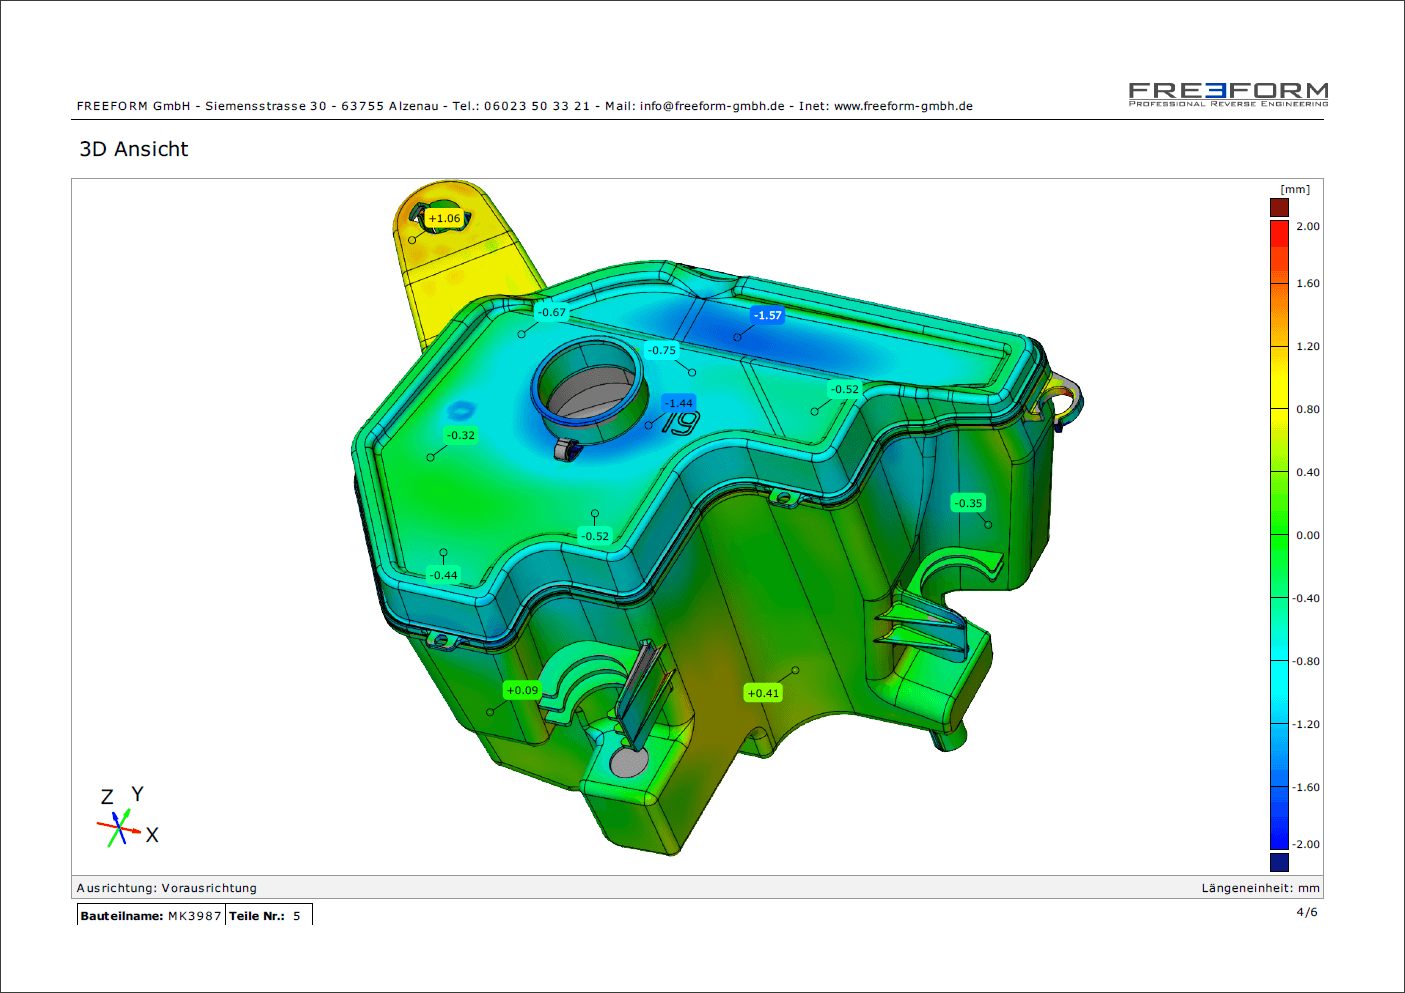 FREEFORM GmbH - Siemensstrasse 30 - 63755 Alzenau - Tel.: 06023 50 33 21 - Mail: info@freeform-gmbh.de - Inet: www.freeform-gmbh.de
FREEFORM
PROFESSIONAL REVERSE ENGINEERING
3D Ansicht
[mm]
2.00
1.60
1.20
0.80
0.40
0.00
-0.40
-0.80
-1.20
-1.60
-2.00
+1.06
-0.67
-1.57
-0.75
-0.52
-1.44
19
-0.32
-0.35
-0.52
-0.44
+0.09
+0.41
Z Y
X
Ausrichtung: Vorausrichtung
Längeneinheit: mm
Bauteilname: MK3987 Teile Nr.: 5
4/6